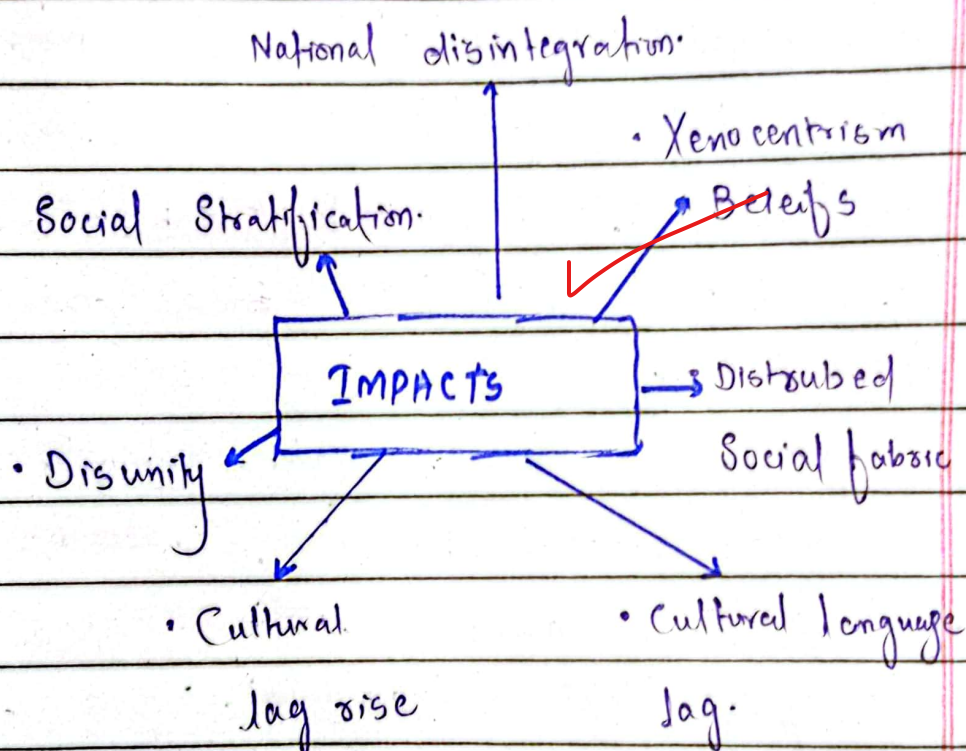 National disintegration.
• Xenocentrism
Beleifs
Social Stratification.
IMPACTS
Distrubed
Social fabric
• Disunity
• Cultural
lag rise
• Cultural language
lag.